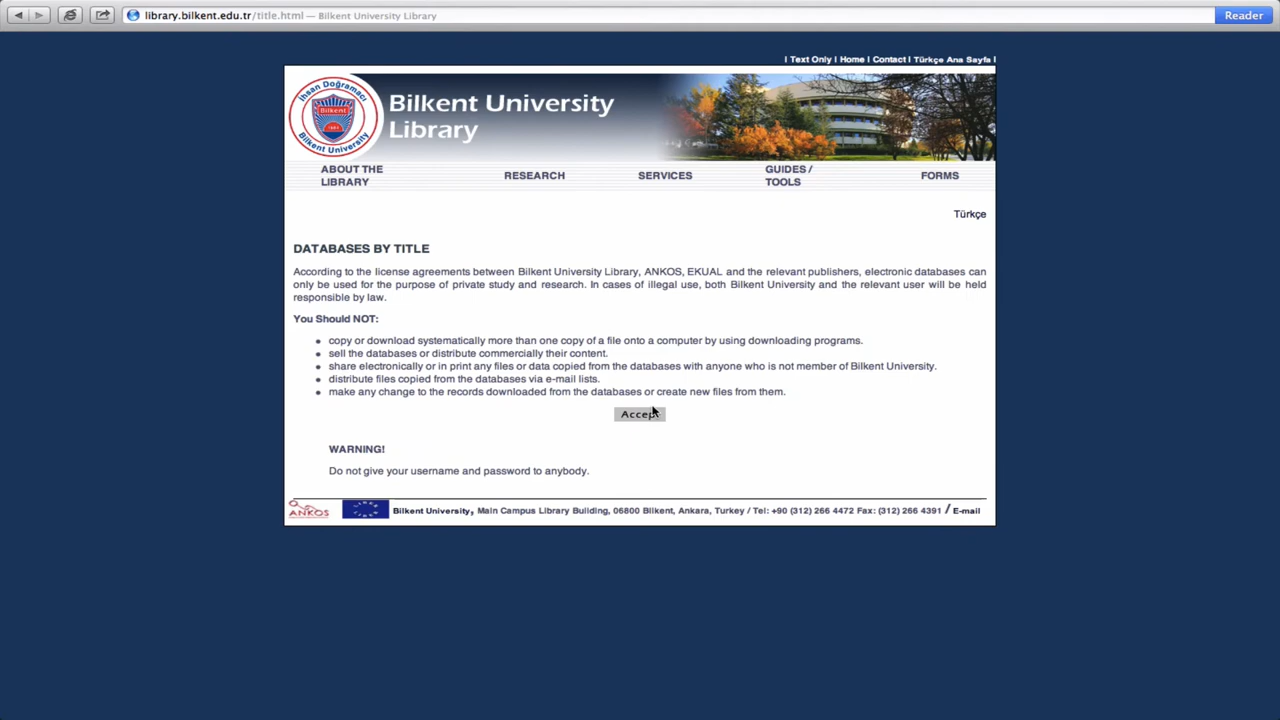 library.bilkent.edu.tr/title.html — Bilkent University Library
Reader
I Text Only I Home I Contact I Türkçe Ana Sayfa I
İhsan Doğramacı
Bilkent
Bilkent University
Bilkent University
Library
ABOUT THE
LIBRARY
RESEARCH
SERVICES
GUIDES /
TOOLS
FORMS
Türkçe
DATABASES BY TITLE
According to the license agreements between Bilkent University Library, ANKOS, EKUAL and the relevant publishers, electronic databases can
only be used for the purpose of private study and research. In cases of illegal use, both Bilkent University and the relevant user will be held
responsible by law.
You Should NOT:
copy or download systematically more than one copy of a file onto a computer by using downloading programs.
sell the databases or distribute commercially their content.
share electronically or in print any files or data copied from the databases with anyone who is not member of Bilkent University.
distribute files copied from the databases via e-mail lists.
make any change to the records downloaded from the databases or create new files from them.
Accept
WARNING!
Do not give your username and password to anybody.
ANKOS
Bilkent University, Main Campus Library Building, 06800 Bilkent, Ankara, Turkey / Tel: +90 (312) 266 4472 Fax: (312) 266 4391 / E-mail